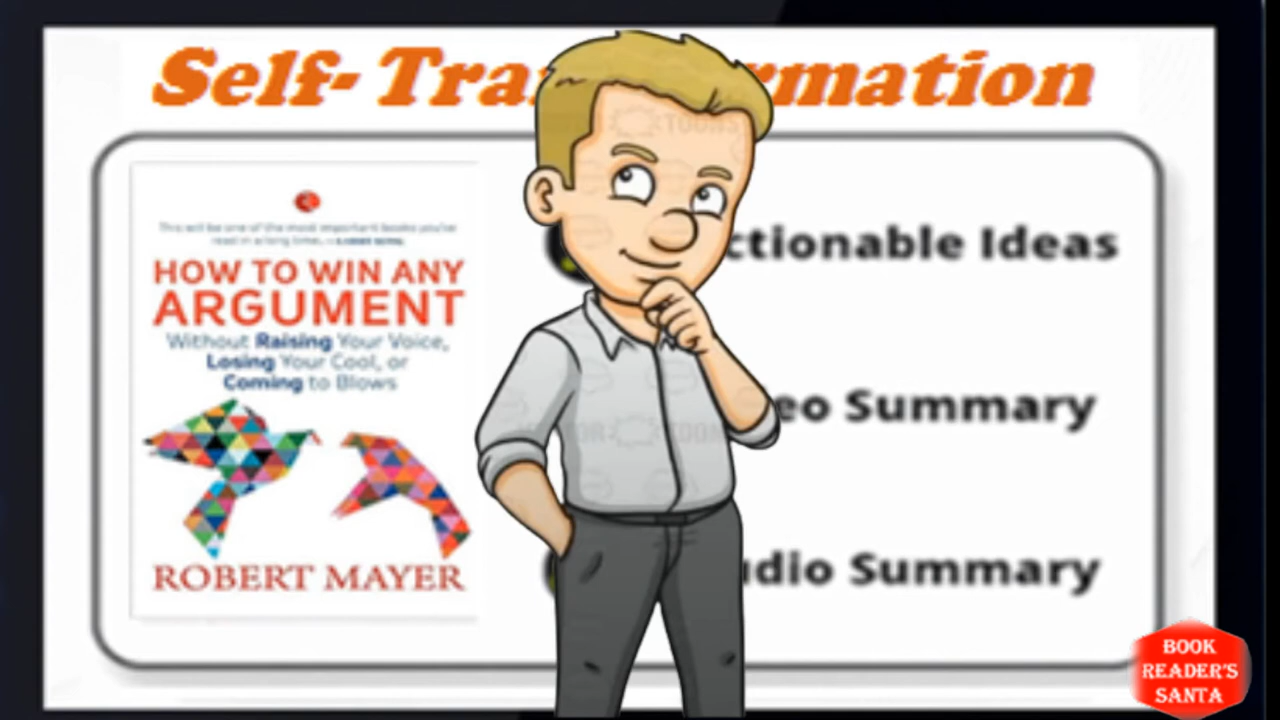 Self- Tra rmation
This will be one of the most important books you've
read in a long time.
HOW TO WIN ANY
ARGUMENT
Without Raising Your Voice,
Losing Your Cool, or
Coming to Blows
ROBERT MAYER
ctionable Ideas
eo Summary
udio Summary
TOONS
TOON
BOOK
READER'S
SANTA